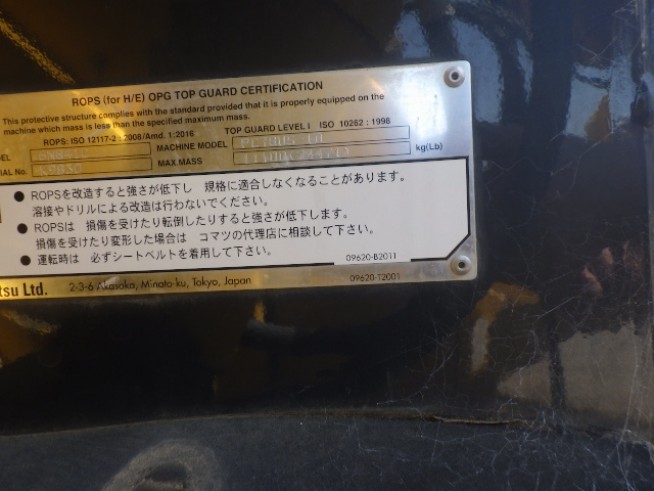 ROPS (for H/E) OPG TOP GUARD CERTIFICATION
This protective structure complies with the standard provided that it is properly equipped on the
machine which mass is less than the specified maximum mass.
ROPS: ISO 12117-2 : 2008/Amd. 1:2016 TOP GUARD LEVEL I ISO 10262 : 1998
DEL MACHINE MODEL
IAL No. MAX MASS kg(Lb)
● ROPSを改造すると強さが低下し 規格に適合しなくなることがあります。
溶接やドリルによる改造は行わないでください。
● ROPSは 損傷を受けたり転倒したりすると強さが低下します。
損傷を受けたり変形した場合は コマツの代理店に相談して下さい。
● 運転時は 必ずシートベルトを着用して下さい。
09620-B2011
tsu Ltd. 2-3-6 Akasaka, Minato-ku, Tokyo, Japan 09620-T2001